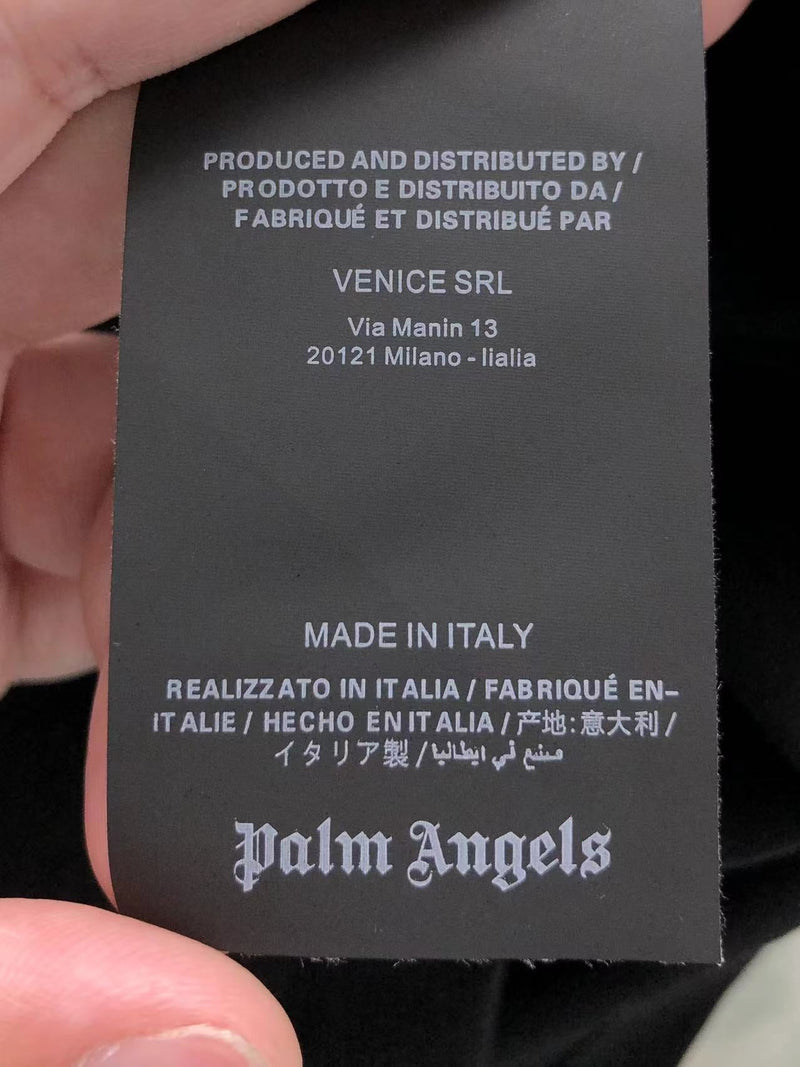 PRODUCED AND DISTRIBUTED BY /
PRODOTTO E DISTRIBUITO DA /
FABRIQUÉ ET DISTRIBUÉ PAR
VENICE SRL
Via Manin 13
20121 Milano - lialia
MADE IN ITALY
REALIZZATO IN ITALIA / FABRIQUÉ EN-
ITALIE / HECHO EN ITALIA / 产地:意大利 /
イタリア製 / صنع في ايطاليا
Palm Angels